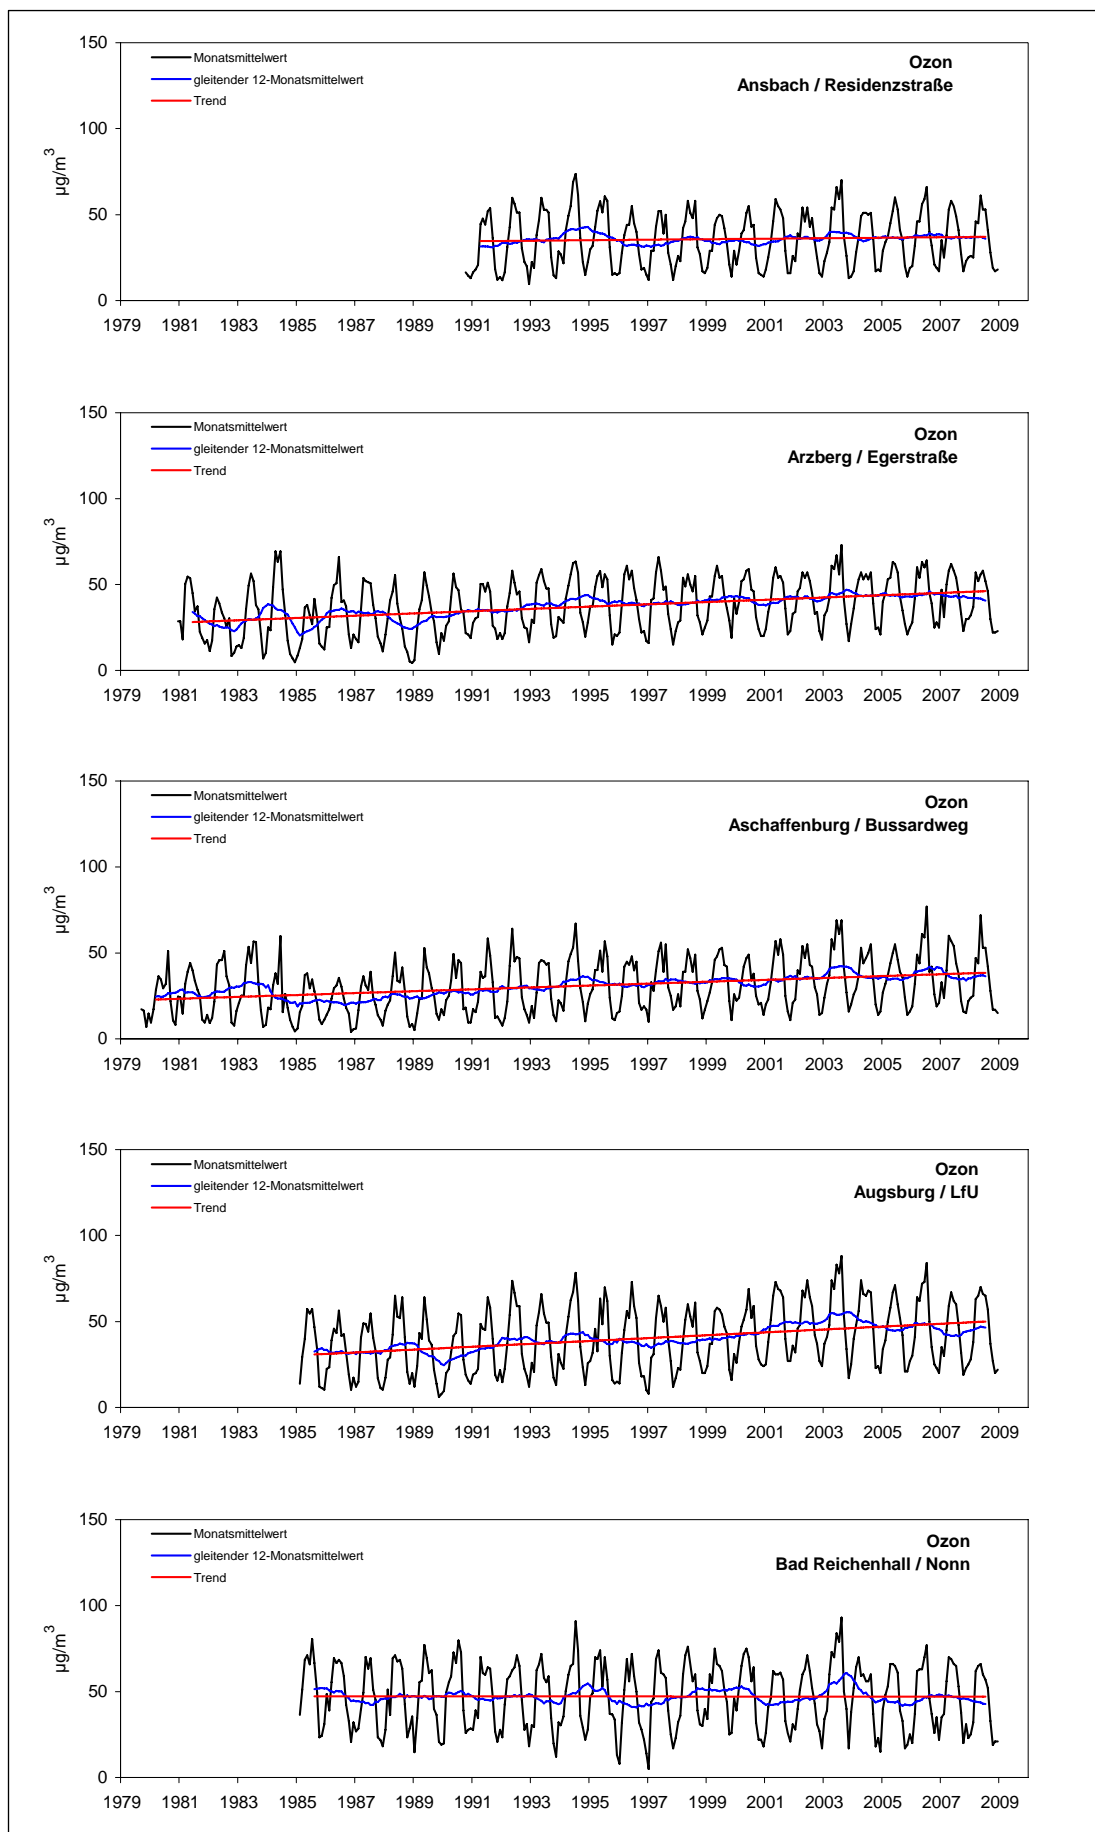 150
100
50
0
µg/m³
Monatsmittelwert
gleitender 12-Monatsmittelwert
Trend
Ozon
Ansbach / Residenzstraße
1979 1981 1983 1985 1987 1989 1991 1993 1995 1997 1999 2001 2003 2005 2007 2009
150
100
50
0
µg/m³
Monatsmittelwert
gleitender 12-Monatsmittelwert
Trend
Ozon
Arzberg / Egerstraße
1979 1981 1983 1985 1987 1989 1991 1993 1995 1997 1999 2001 2003 2005 2007 2009
150
100
50
0
µg/m³
Monatsmittelwert
gleitender 12-Monatsmittelwert
Trend
Ozon
Aschaffenburg / Bussardweg
1979 1981 1983 1985 1987 1989 1991 1993 1995 1997 1999 2001 2003 2005 2007 2009
150
100
50
0
µg/m³
Monatsmittelwert
gleitender 12-Monatsmittelwert
Trend
Ozon
Augsburg / LfU
1979 1981 1983 1985 1987 1989 1991 1993 1995 1997 1999 2001 2003 2005 2007 2009
150
100
50
0
µg/m³
Monatsmittelwert
gleitender 12-Monatsmittelwert
Trend
Ozon
Bad Reichenhall / Nonn
1979 1981 1983 1985 1987 1989 1991 1993 1995 1997 1999 2001 2003 2005 2007 2009